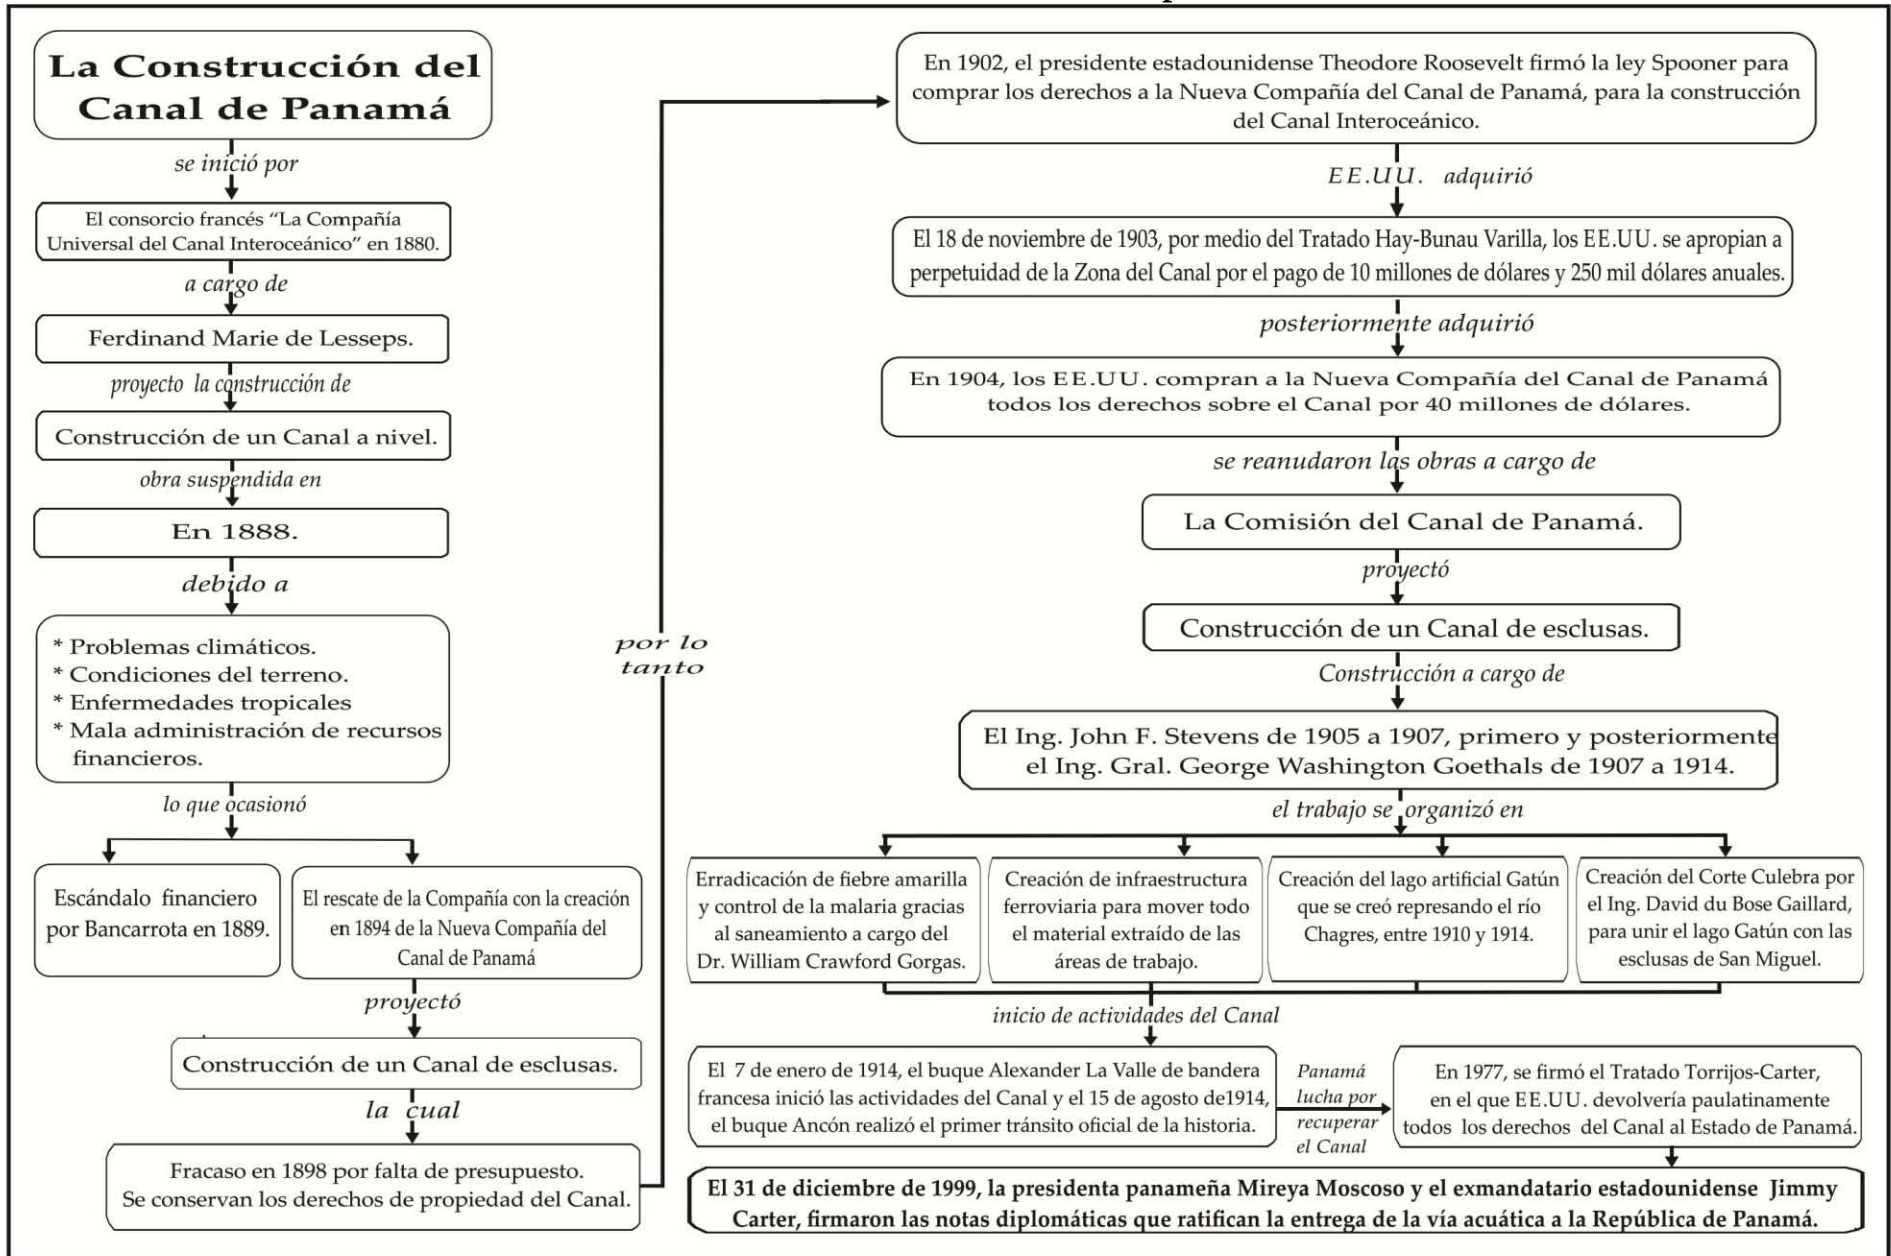 La Construcción del
Canal de Panamá
se inició por
El consorcio francés “La Compañía
Universal del Canal Interoceánico” en 1880.
a cargo de
Ferdinand Marie de Lesseps.
proyecto la construcción de
Construcción de un Canal a nivel.
obra suspendida en
En 1888.
debido a
* Problemas climáticos.
* Condiciones del terreno.
* Enfermedades tropicales
* Mala administración de recursos
financieros.
lo que ocasionó
Escándalo financiero
por Bancarrota en 1889.
El rescate de la Compañía con la creación
en 1894 de la Nueva Compañía del
Canal de Panamá
proyectó
Construcción de un Canal de esclusas.
la cual
Fracaso en 1898 por falta de presupuesto.
Se conservan los derechos de propiedad del Canal.
por lo
tanto
En 1902, el presidente estadounidense Theodore Roosevelt firmó la ley Spooner para
comprar los derechos a la Nueva Compañía del Canal de Panamá, para la construcción
del Canal Interoceánico.
EE.UU. adquirió
El 18 de noviembre de 1903, por medio del Tratado Hay-Bunau Varilla, los EE.UU. se apropian a
perpetuidad de la Zona del Canal por el pago de 10 millones de dólares y 250 mil dólares anuales.
posteriormente adquirió
En 1904, los EE.UU. compran a la Nueva Compañía del Canal de Panamá
todos los derechos sobre el Canal por 40 millones de dólares.
se reanudaron las obras a cargo de
La Comisión del Canal de Panamá.
proyectó
Construcción de un Canal de esclusas.
Construcción a cargo de
El Ing. John F. Stevens de 1905 a 1907, primero y posteriormente
el Ing. Gral. George Washington Goethals de 1907 a 1914.
el trabajo se organizó en
Erradicación de fiebre amarilla
y control de la malaria gracias
al saneamiento a cargo del
Dr. William Crawford Gorgas.
Creación de infraestructura
ferroviaria para mover todo
el material extraído de las
áreas de trabajo.
Creación del lago artificial Gatún
que se creó represando el río
Chagres, entre 1910 y 1914.
Creación del Corte Culebra por
el Ing. David du Bose Gaillard,
para unir el lago Gatún con las
esclusas de San Miguel.
inicio de actividades del Canal
El 7 de enero de 1914, el buque Alexander La Valle de bandera
francesa inició las actividades del Canal y el 15 de agosto de1914,
el buque Ancón realizó el primer tránsito oficial de la historia.
Panamá
lucha por
recuperar
el Canal
En 1977, se firmó el Tratado Torrijos-Carter,
en el que EE.UU. devolvería paulatinamente
todos los derechos del Canal al Estado de Panamá.
El 31 de diciembre de 1999, la presidenta panameña Mireya Moscoso y el exmandatario estadounidense Jimmy
Carter, firmaron las notas diplomáticas que ratifican la entrega de la vía acuática a la República de Panamá.